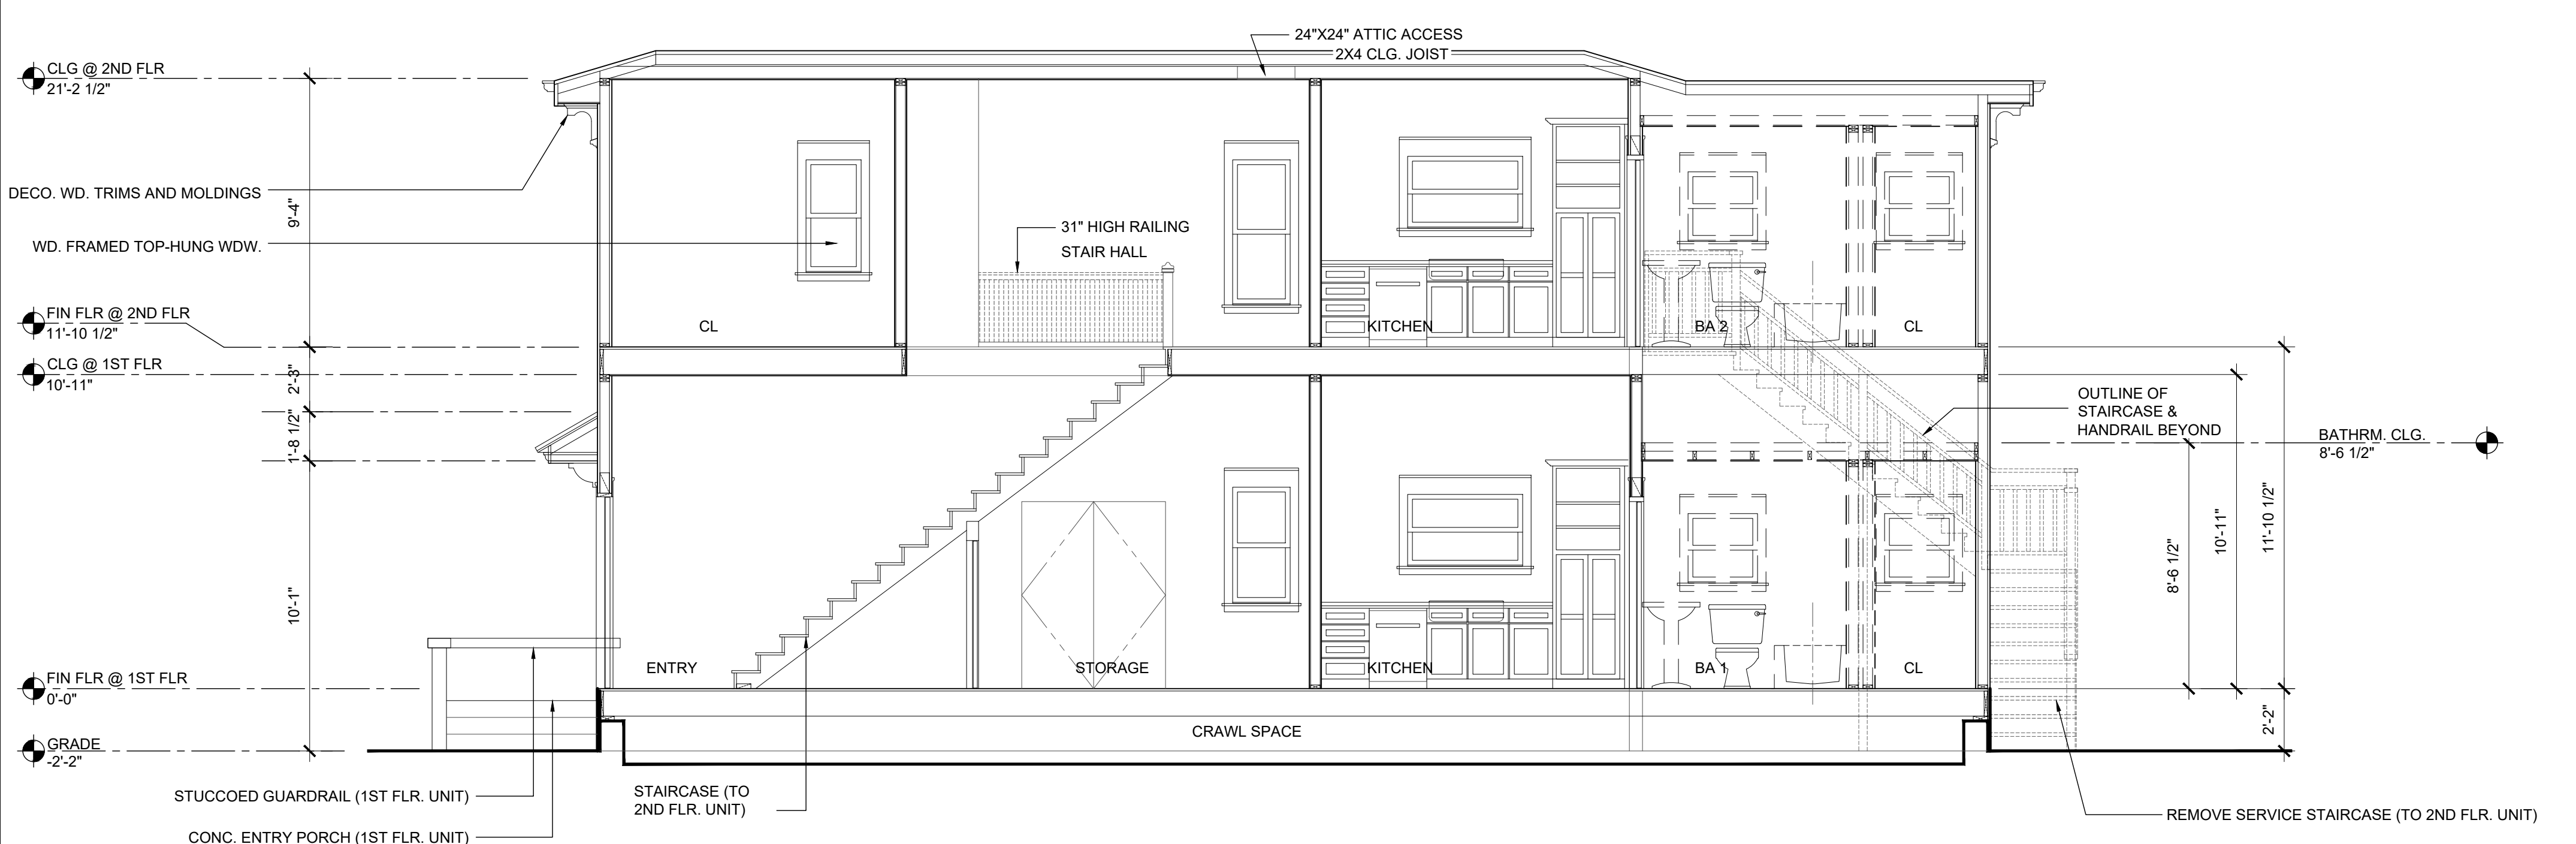 24"X24" ATTIC ACCESS
2X4 CLG. JOIST
CLG @ 2ND FLR
21'-2 1/2"
DECO. WD. TRIMS AND MOLDINGS
9'-4"
WD. FRAMED TOP-HUNG WDW.
31" HIGH RAILING
STAIR HALL
FIN FLR @ 2ND FLR
11'-10 1/2"
CL
KITCHEN
BA 2
CL
CLG @ 1ST FLR
10'-11"
2'-3"
1'-8 1/2"
OUTLINE OF
STAIRCASE &
HANDRAIL BEYOND
BATHRM. CLG.
8'-6 1/2"
10'-1"
8'-6 1/2"
10'-11"
11'-10 1/2"
ENTRY
STORAGE
KITCHEN
BA 1
CL
FIN FLR @ 1ST FLR
0'-0"
2'-2"
CRAWL SPACE
GRADE
-2'-2"
STUCCOED GUARDRAIL (1ST FLR. UNIT)
STAIRCASE (TO
2ND FLR. UNIT)
REMOVE SERVICE STAIRCASE (TO 2ND FLR. UNIT)
CONC. ENTRY PORCH (1ST FLR. UNIT)